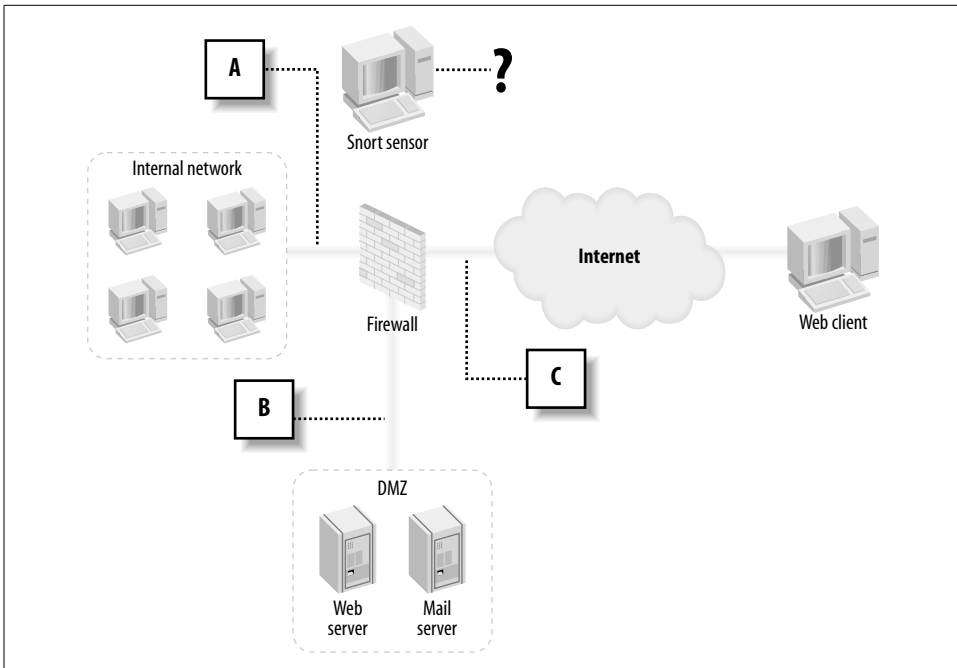 A
?
Snort sensor
Internal network
Internet
Firewall
Web client
C
B
DMZ
Web
server
Mail
server